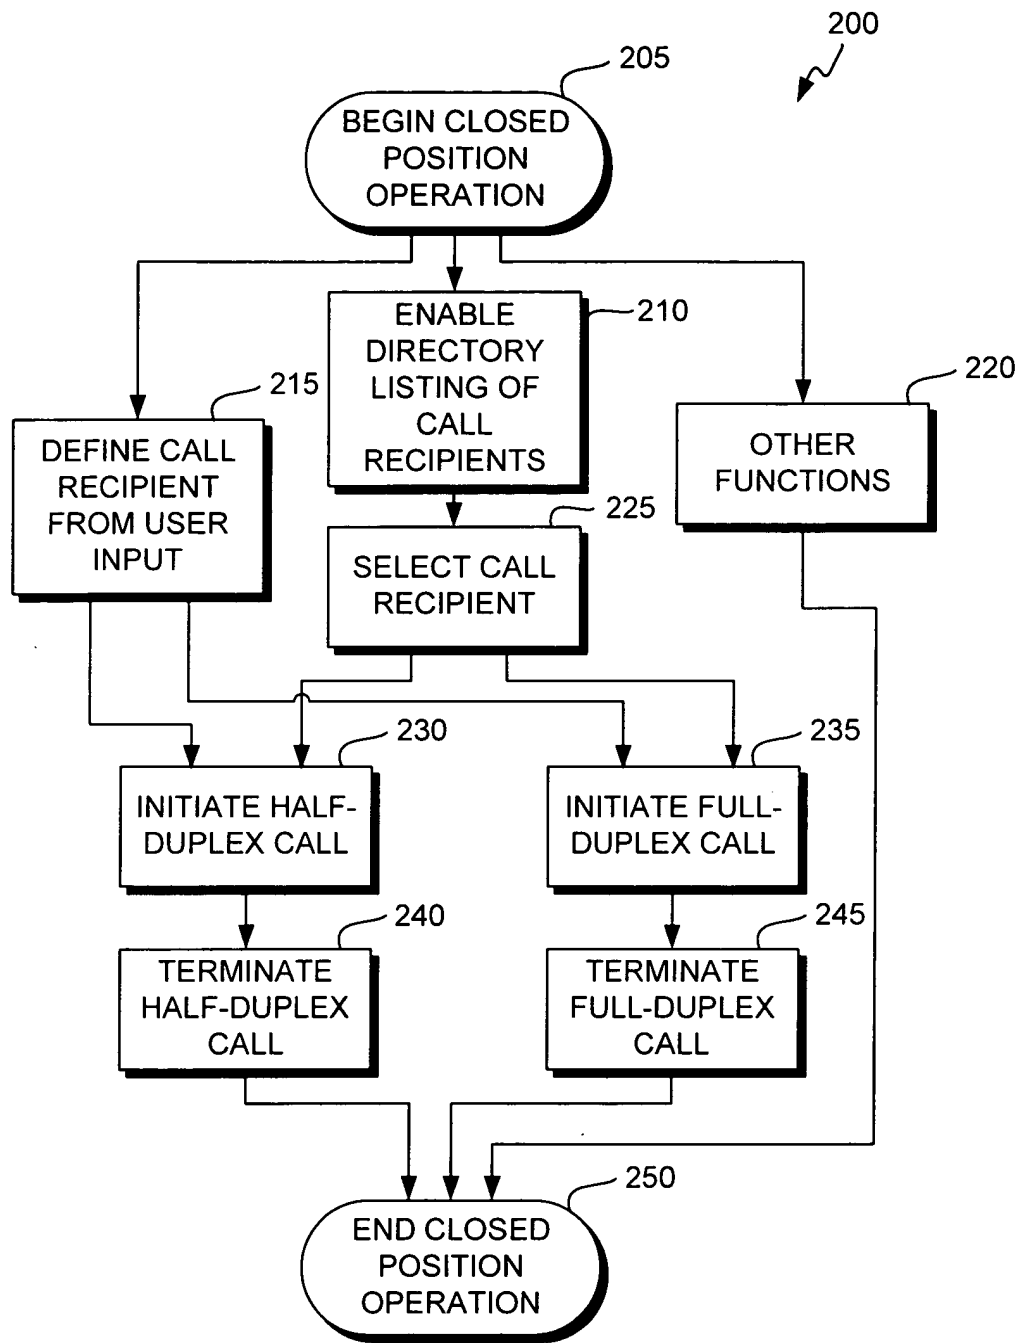 200
205
BEGIN CLOSED
POSITION
OPERATION
210
ENABLE
DIRECTORY
LISTING OF
CALL
RECIPIENTS
215
DEFINE CALL
RECIPIENT
FROM USER
INPUT
220
OTHER
FUNCTIONS
225
SELECT CALL
RECIPIENT
230
INITIATE HALF-
DUPLEX CALL
235
INITIATE FULL-
DUPLEX CALL
240
TERMINATE
HALF-DUPLEX
CALL
245
TERMINATE
FULL-DUPLEX
CALL
250
END CLOSED
POSITION
OPERATION